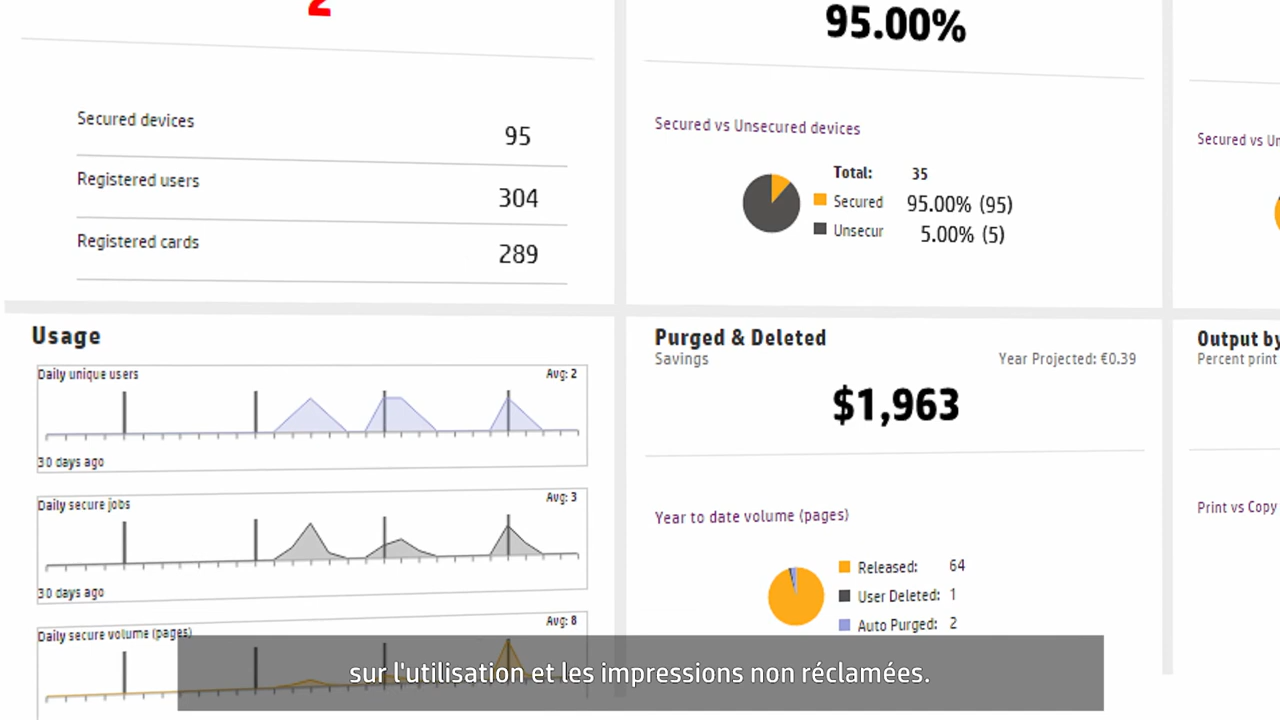 2
95.00%
Secured devices 95
Registered users 304
Registered cards 289
Secured vs Unsecured devices
Total: 35
Secured 95.00% (95)
Unsecur 5.00% (5)
Secured vs Un
Usage
Daily unique users Avg: 2
30 days ago
Daily secure jobs Avg: 3
30 days ago
Daily secure volume (pages) Avg: 8
Purged & Deleted
Savings Year Projected: €0.39
$1,963
Year to date volume (pages)
Released: 64
User Deleted: 1
Auto Purged: 2
Output by
Percent print
Print vs Copy
sur l'utilisation et les impressions non réclamées.